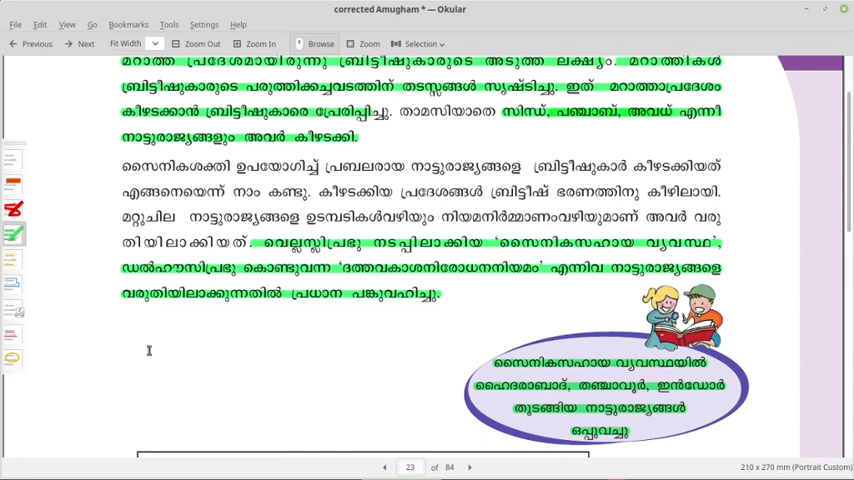 corrected Amugham * — Okular
File Edit View Go Bookmarks Tools Settings Help
Previous Next Fit Width Zoom Out Zoom In Browse Zoom Selection
മറാത്ത പ്രദേശമായിരുന്നു ബ്രിട്ടീഷുകാരുടെ അടുത്ത ലക്ഷ്യം. മറാത്തികൾ
ബ്രിട്ടീഷുകാരുടെ പരുത്തിക്കച്ചവടത്തിന് തടസ്സങ്ങൾ സൃഷ്ടിച്ചു. ഇത് മറാത്താപ്രദേശം
കീഴടക്കാൻ ബ്രിട്ടീഷുകാരെ പ്രേരിപ്പിച്ചു. താമസിയാതെ സിന്ധ്, പഞ്ചാബ്, അവധ് എന്നീ
നാട്ടുരാജ്യങ്ങളും അവർ കീഴടക്കി.
സൈനികശക്തി ഉപയോഗിച്ച് പ്രബലരായ നാട്ടുരാജ്യങ്ങളെ ബ്രിട്ടീഷുകാർ കീഴടക്കിയത്
എങ്ങനെയെന്ന് നാം കണ്ടു. കീഴടക്കിയ പ്രദേശങ്ങൾ ബ്രിട്ടീഷ് ഭരണത്തിനു കീഴിലായി.
മറ്റുചില നാട്ടുരാജ്യങ്ങളെ ഉടമ്പടികൾവഴിയും നിയമനിർമ്മാണംവഴിയുമാണ് അവർ വരു
തിയിലാക്കിയത്. വെല്ലസ്ലിപ്രഭു നടപ്പിലാക്കിയ ‘സൈനികസഹായ വ്യവസ്ഥ’,
ഡൽഹൗസിപ്രഭു കൊണ്ടുവന്ന ‘ദത്തവകാശനിരോധനനിയമം’ എന്നിവ നാട്ടുരാജ്യങ്ങളെ
വരുതിയിലാക്കുന്നതിൽ പ്രധാന പങ്കുവഹിച്ചു.
സൈനികസഹായ വ്യവസ്ഥയിൽ
ഹൈദരാബാദ്, തഞ്ചാവൂർ, ഇൻഡോർ
തുടങ്ങിയ നാട്ടുരാജ്യങ്ങൾ
ഒപ്പുവച്ചു
23 of 84
210 x 270 mm (Portrait Custom)